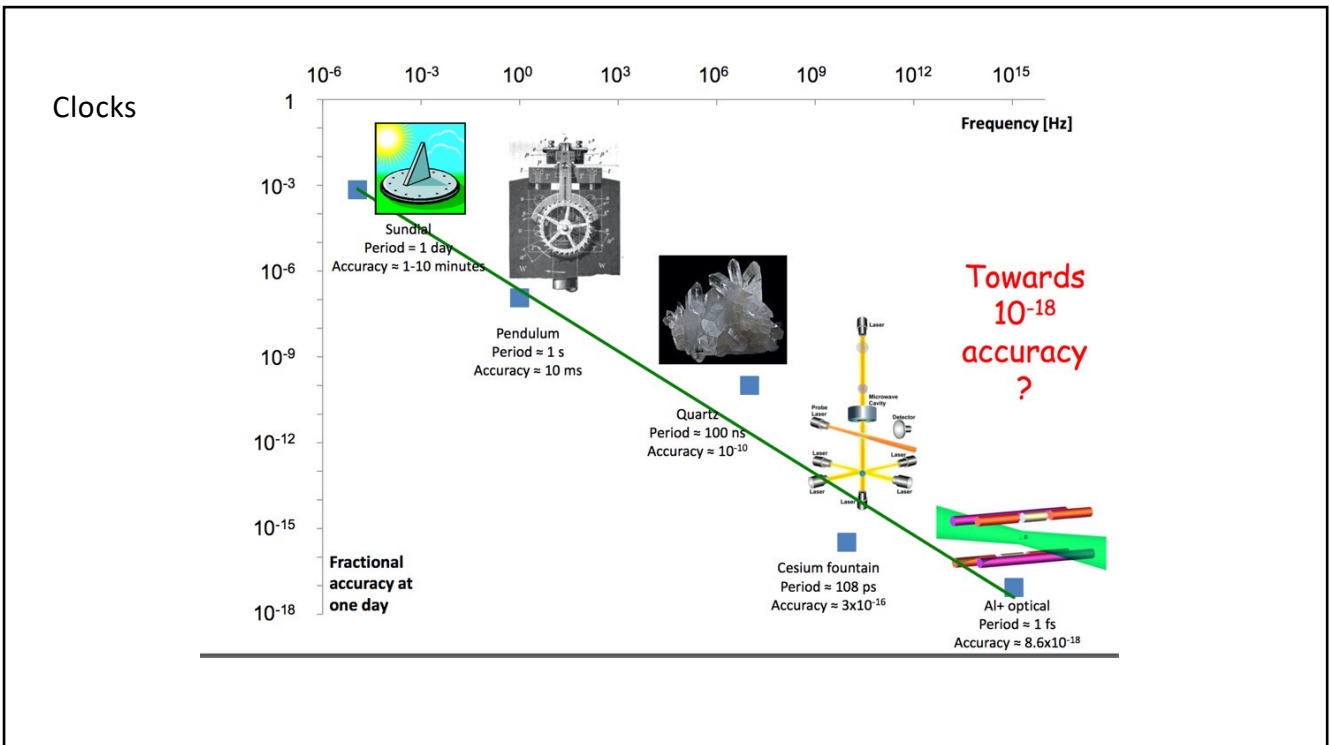 Clocks
10⁻⁶ 10⁻³ 10⁰ 10³ 10⁶ 10⁹ 10¹² 10¹⁵
Frequency [Hz]
1
10⁻³
10⁻⁶
10⁻⁹
10⁻¹²
10⁻¹⁵
10⁻¹⁸
Fractional
accuracy at
one day
Sundial
Period = 1 day
Accuracy ≈ 1-10 minutes
Pendulum
Period ≈ 1 s
Accuracy ≈ 10 ms
Quartz
Period ≈ 100 ns
Accuracy ≈ 10⁻¹⁰
Laser
Microwave
Cavity
Probe
Laser
Detector
Laser
Laser
Laser
Laser
Laser
Cesium fountain
Period ≈ 108 ps
Accuracy ≈ 3x10⁻¹⁶
Towards
10⁻¹⁸
accuracy
?
Al+ optical
Period ≈ 1 fs
Accuracy ≈ 8.6x10⁻¹⁸